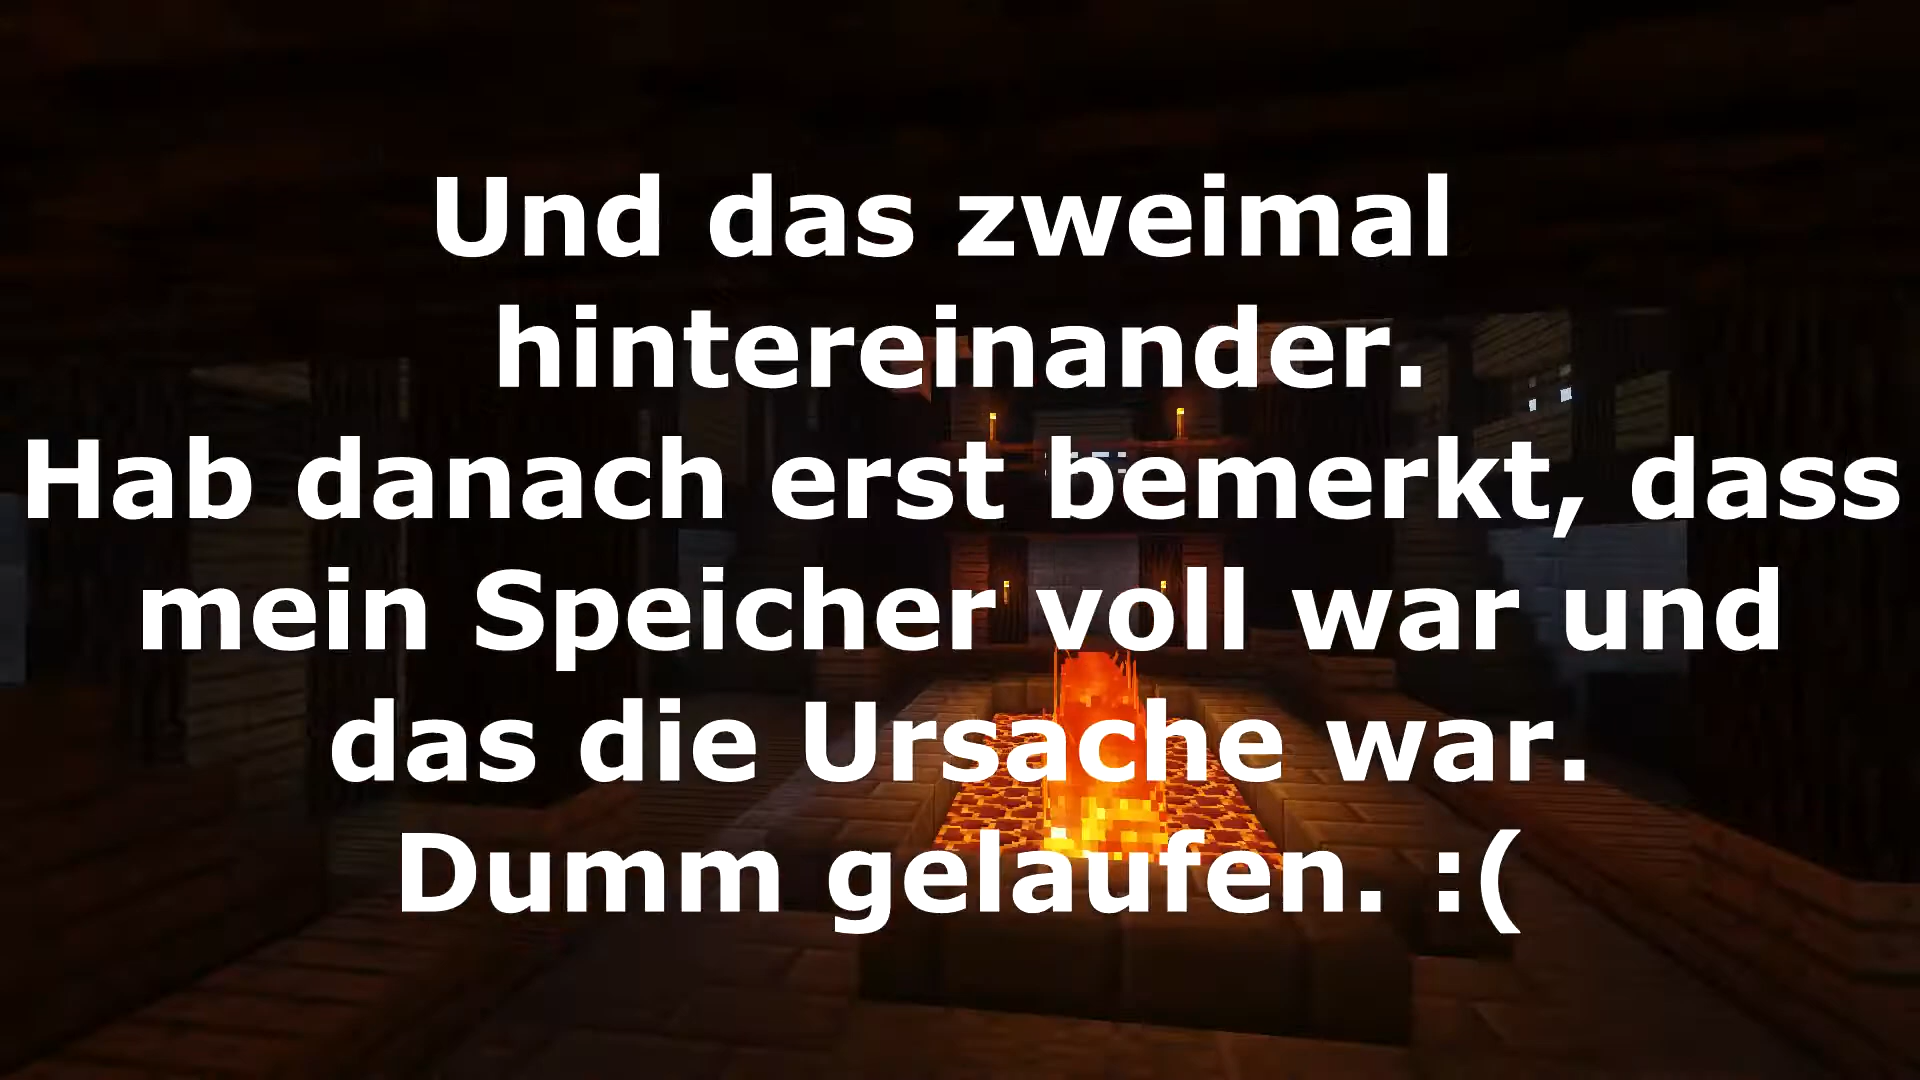 Und das zweimal
hintereinander.
Hab danach erst bemerkt, dass
mein Speicher voll war und
das die Ursache war.
Dumm gelaufen. :(